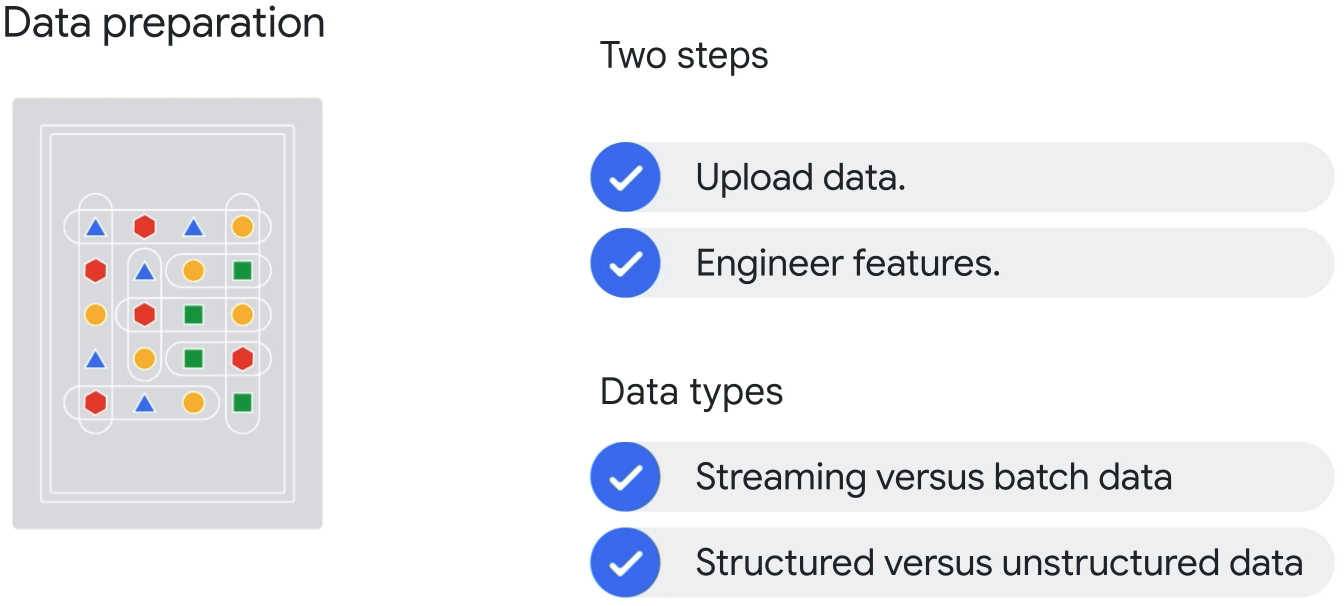 Data preparation
Two steps
Upload data.
Engineer features.
Data types
Streaming versus batch data
Structured versus unstructured data